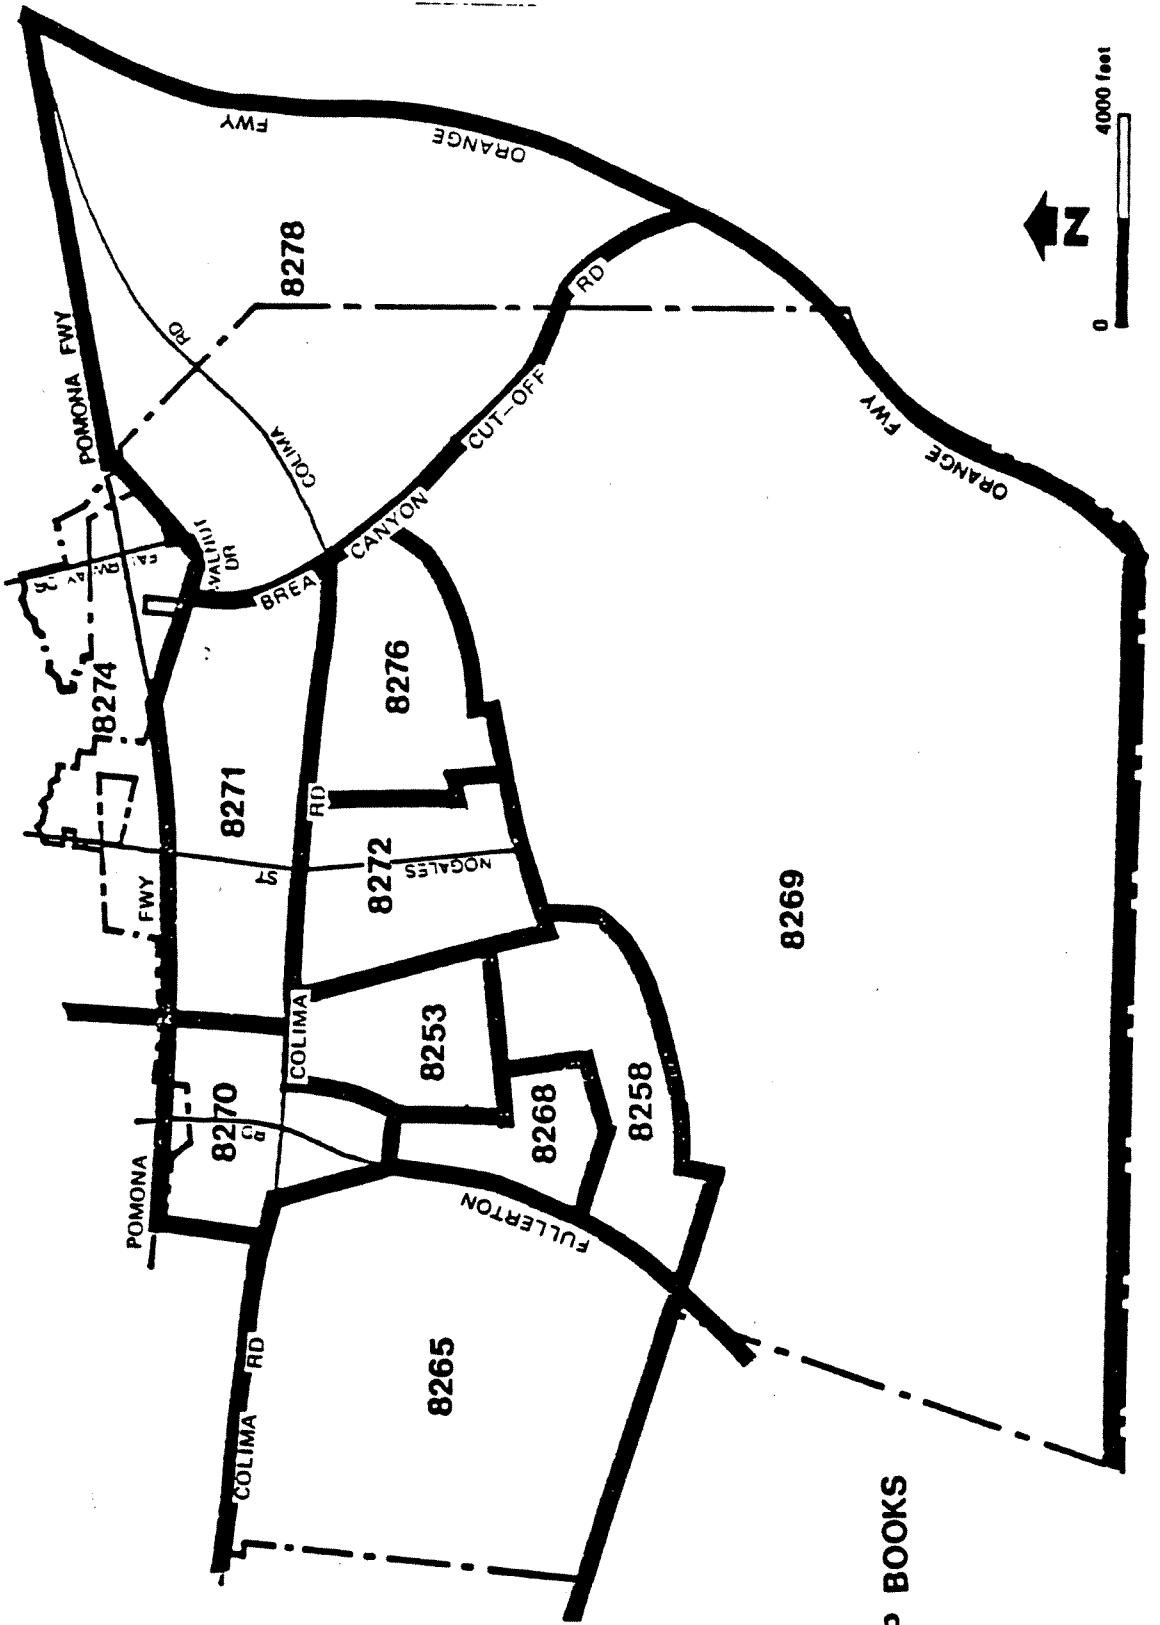 POMONA FWY
FWY
ORANGE
8278
RD
COLIMA
RD
CUT-OFF
CANYON
BREA
DR
8274
8276
8271
RD
8272
NOGALES
ST
FWY
FWY
ORANGE
8269
COLIMA
8253
8270
RD
8268
8258
POMONA
FULLERTON
8265
RD
COLIMA
N
0
4000 feet
BOOKS